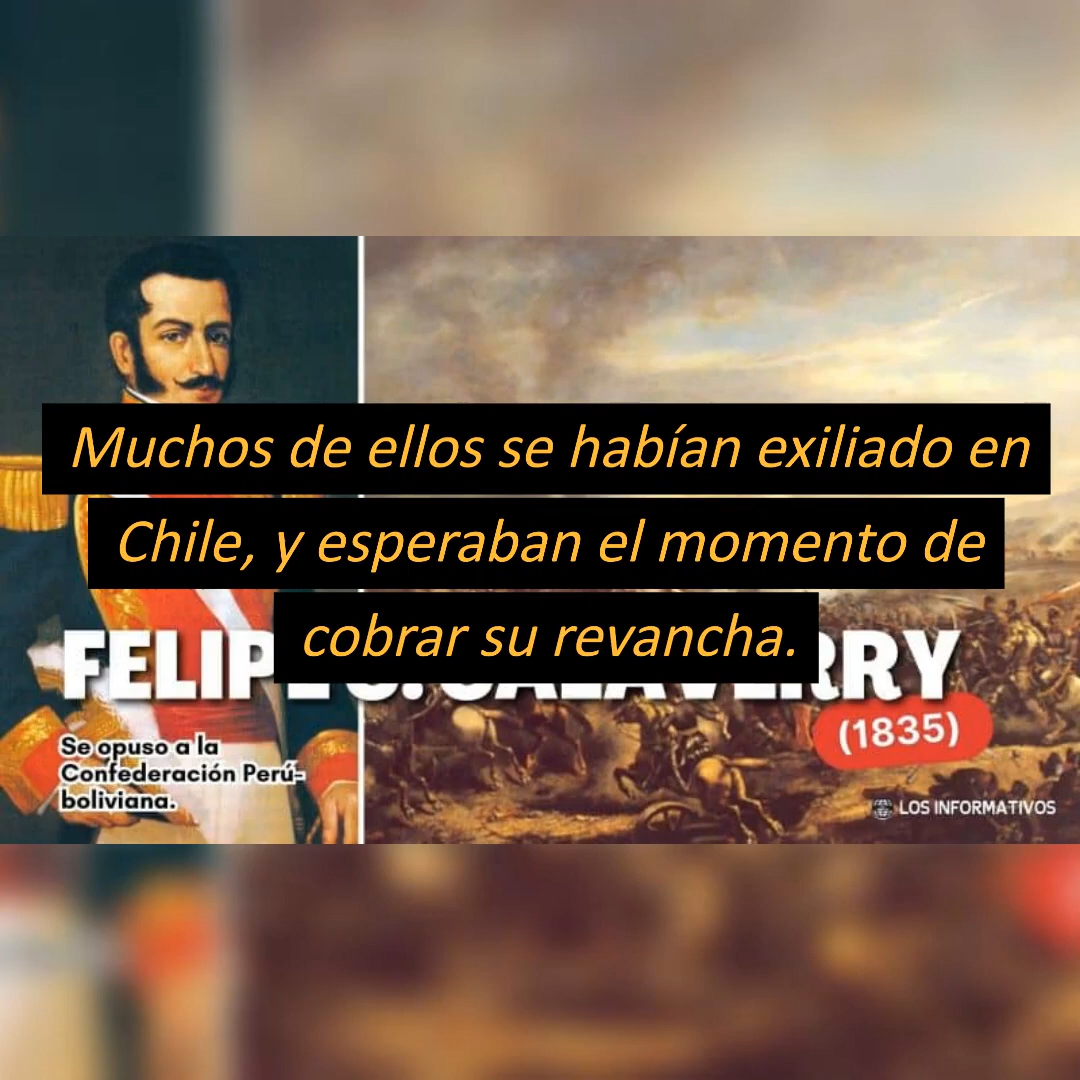 Muchos de ellos se habían exiliado en
Chile, y esperaban el momento de
cobrar su revancha.
(1835)
Se opuso a la
Confederación Perú-
boliviana.
LOS INFORMATIVOS